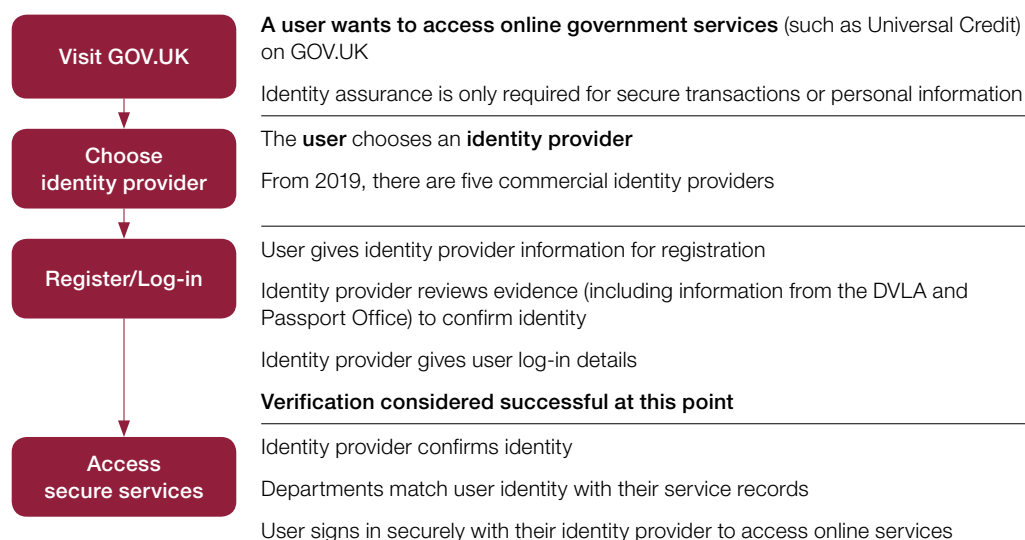 Visit GOV.UK
A user wants to access online government services (such as Universal Credit)
on GOV.UK
Identity assurance is only required for secure transactions or personal information
Choose
identity provider
The user chooses an identity provider
From 2019, there are five commercial identity providers
Register/Log-in
User gives identity provider information for registration
Identity provider reviews evidence (including information from the DVLA and
Passport Office) to confirm identity
Identity provider gives user log-in details
Verification considered successful at this point
Access
secure services
Identity provider confirms identity
Departments match user identity with their service records
User signs in securely with their identity provider to access online services